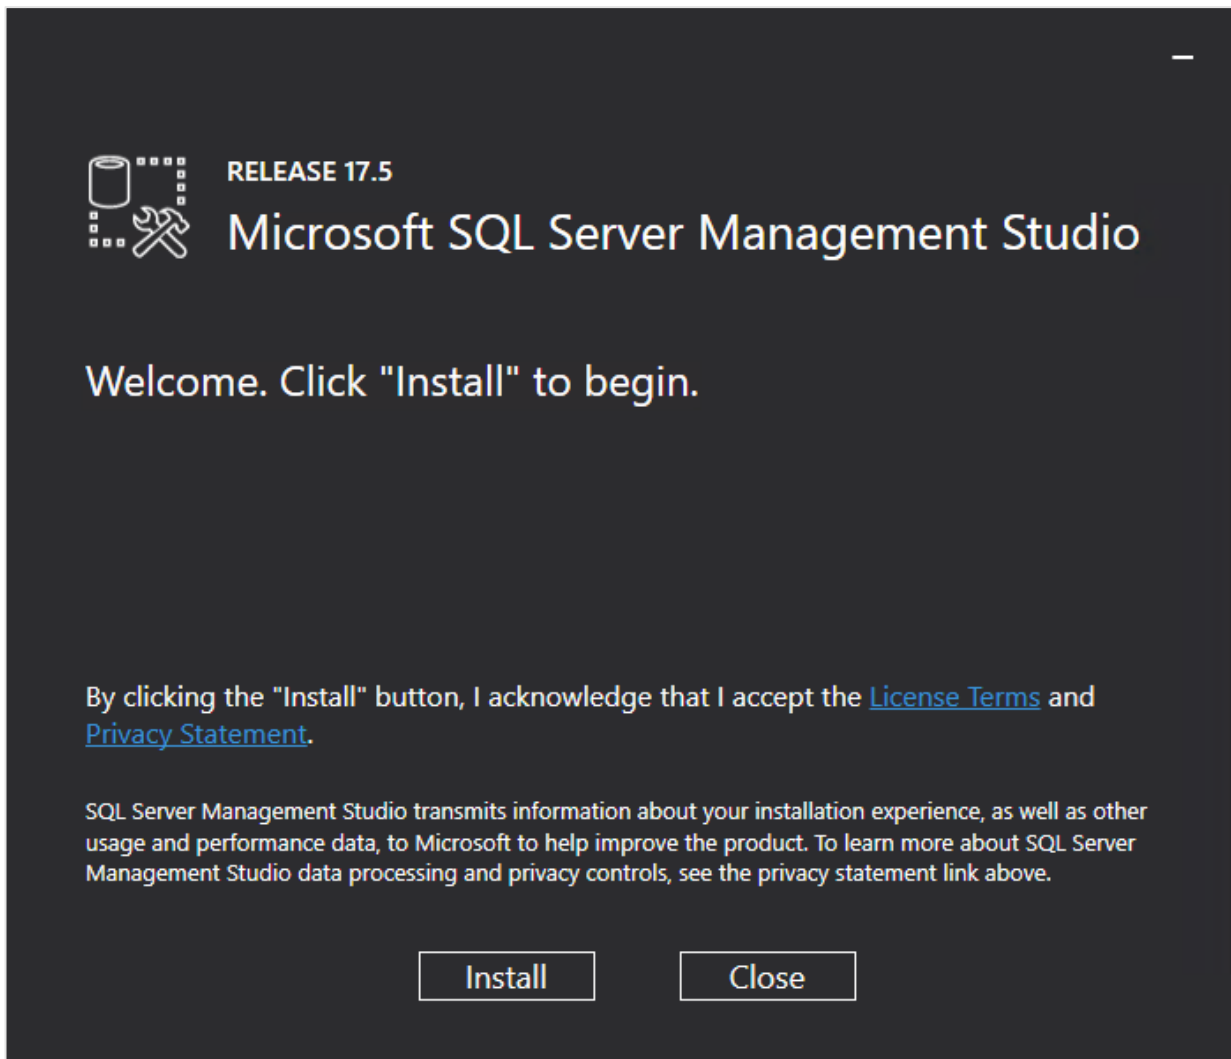 RELEASE 17.5
Microsoft SQL Server Management Studio
Welcome. Click "Install" to begin.
By clicking the "Install" button, I acknowledge that I accept the License Terms and
Privacy Statement.
SQL Server Management Studio transmits information about your installation experience, as well as other
usage and performance data, to Microsoft to help improve the product. To learn more about SQL Server
Management Studio data processing and privacy controls, see the privacy statement link above.
Install
Close